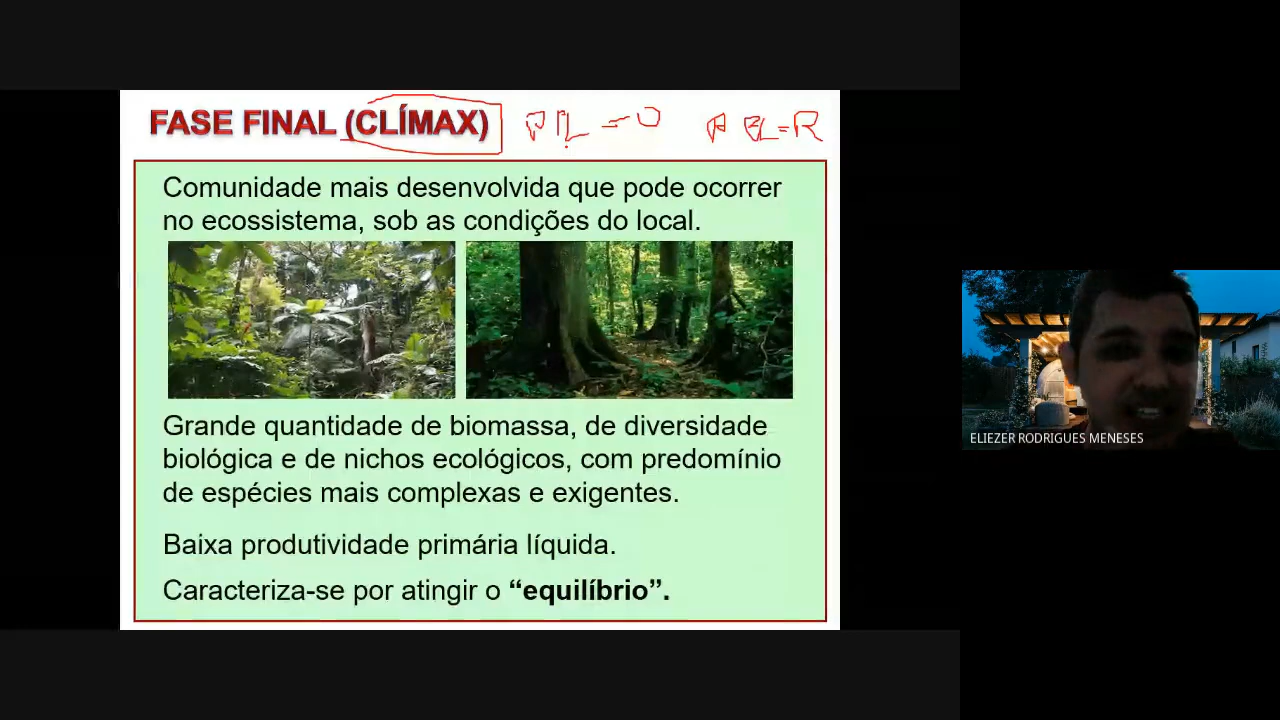 FASE FINAL (CLÍMAX) PPL = 0
Comunidade mais desenvolvida que pode ocorrer
no ecossistema, sob as condições do local.
Grande quantidade de biomassa, de diversidade
biológica e de nichos ecológicos, com predomínio
de espécies mais complexas e exigentes.
Baixa produtividade primária líquida.
Caracteriza-se por atingir o “equilíbrio”.
ELIEZER RODRIGUES MENESES